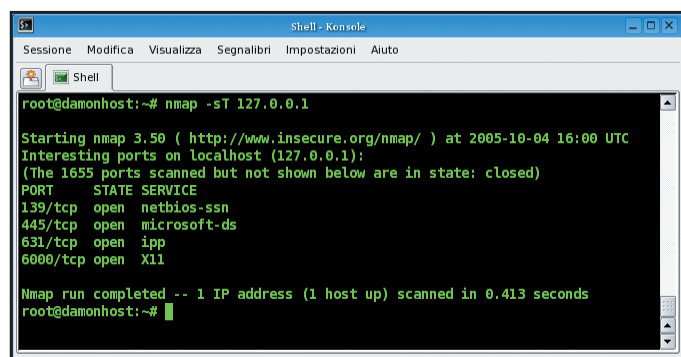 Shell - Konsole
Sessione Modifica Visualizza Segnalibri Impostazioni Aiuto
Shell
root@damonhost:~# nmap -sT 127.0.0.1
Starting nmap 3.50 ( http://www.insecure.org/nmap/ ) at 2005-10-04 16:00 UTC
Interesting ports on localhost (127.0.0.1):
(The 1655 ports scanned but not shown below are in state: closed)
PORT     STATE SERVICE
139/tcp  open  netbios-ssn
445/tcp  open  microsoft-ds
631/tcp  open  ipp
6000/tcp open  X11
Nmap run completed -- 1 IP address (1 host up) scanned in 0.413 seconds
root@damonhost:~#